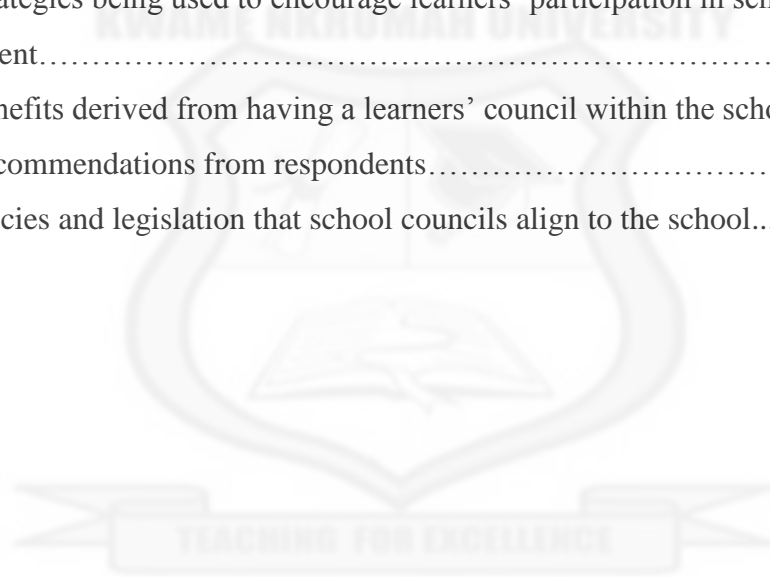 ategies being used to encourage learners' participation in sch
KWAME NKRUMAH UNIVERSITY
ent……………………………………………………………
nefits derived from having a learners’ council within the scho
commendations from respondents……………………………
cies and legislation that school councils align to the school...
TEACHING FOR EXCELLENCE